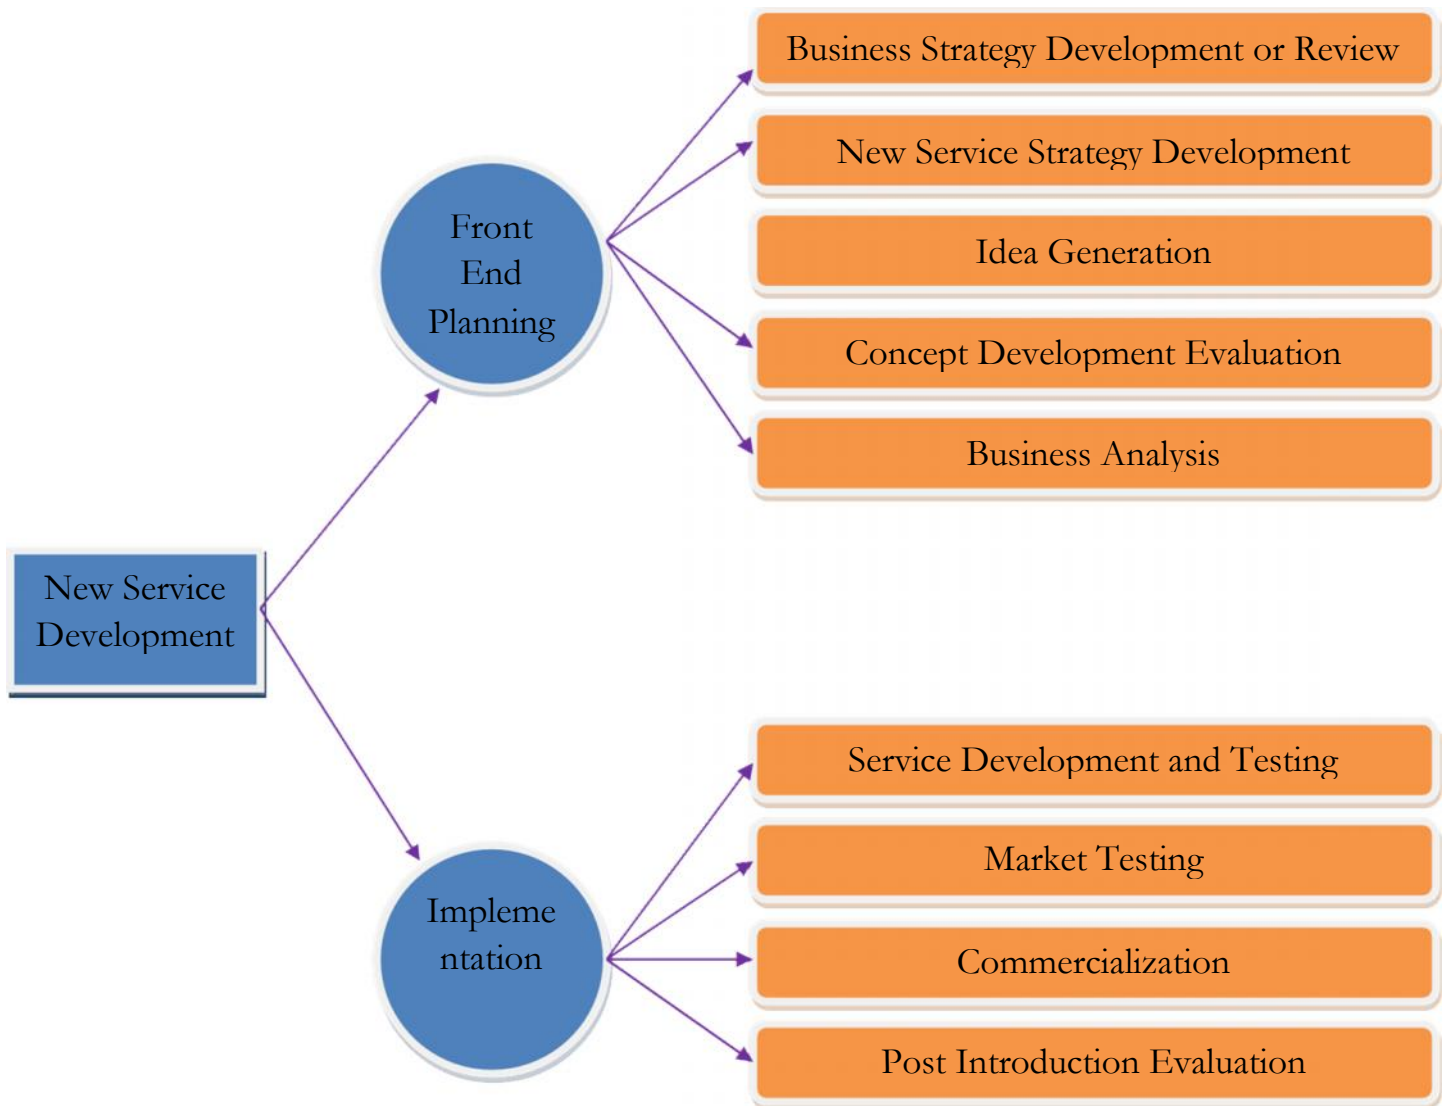 Business Strategy Development or Review
New Service Strategy Development
Front
End
Planning
Idea Generation
Concept Development Evaluation
Business Analysis
New Service
Development
Service Development and Testing
Market Testing
Impleme
ntation
Commercialization
Post Introduction Evaluation